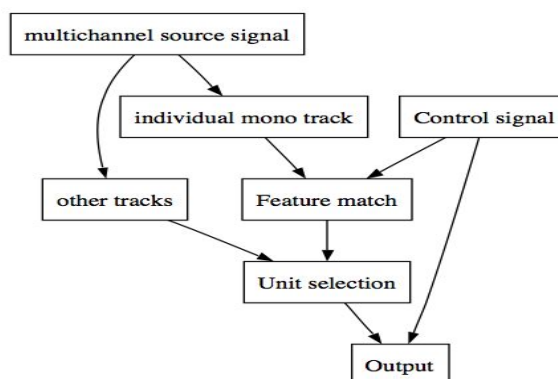 multichannel source signal
individual mono track
Control signal
other tracks
Feature match
Unit selection
Output